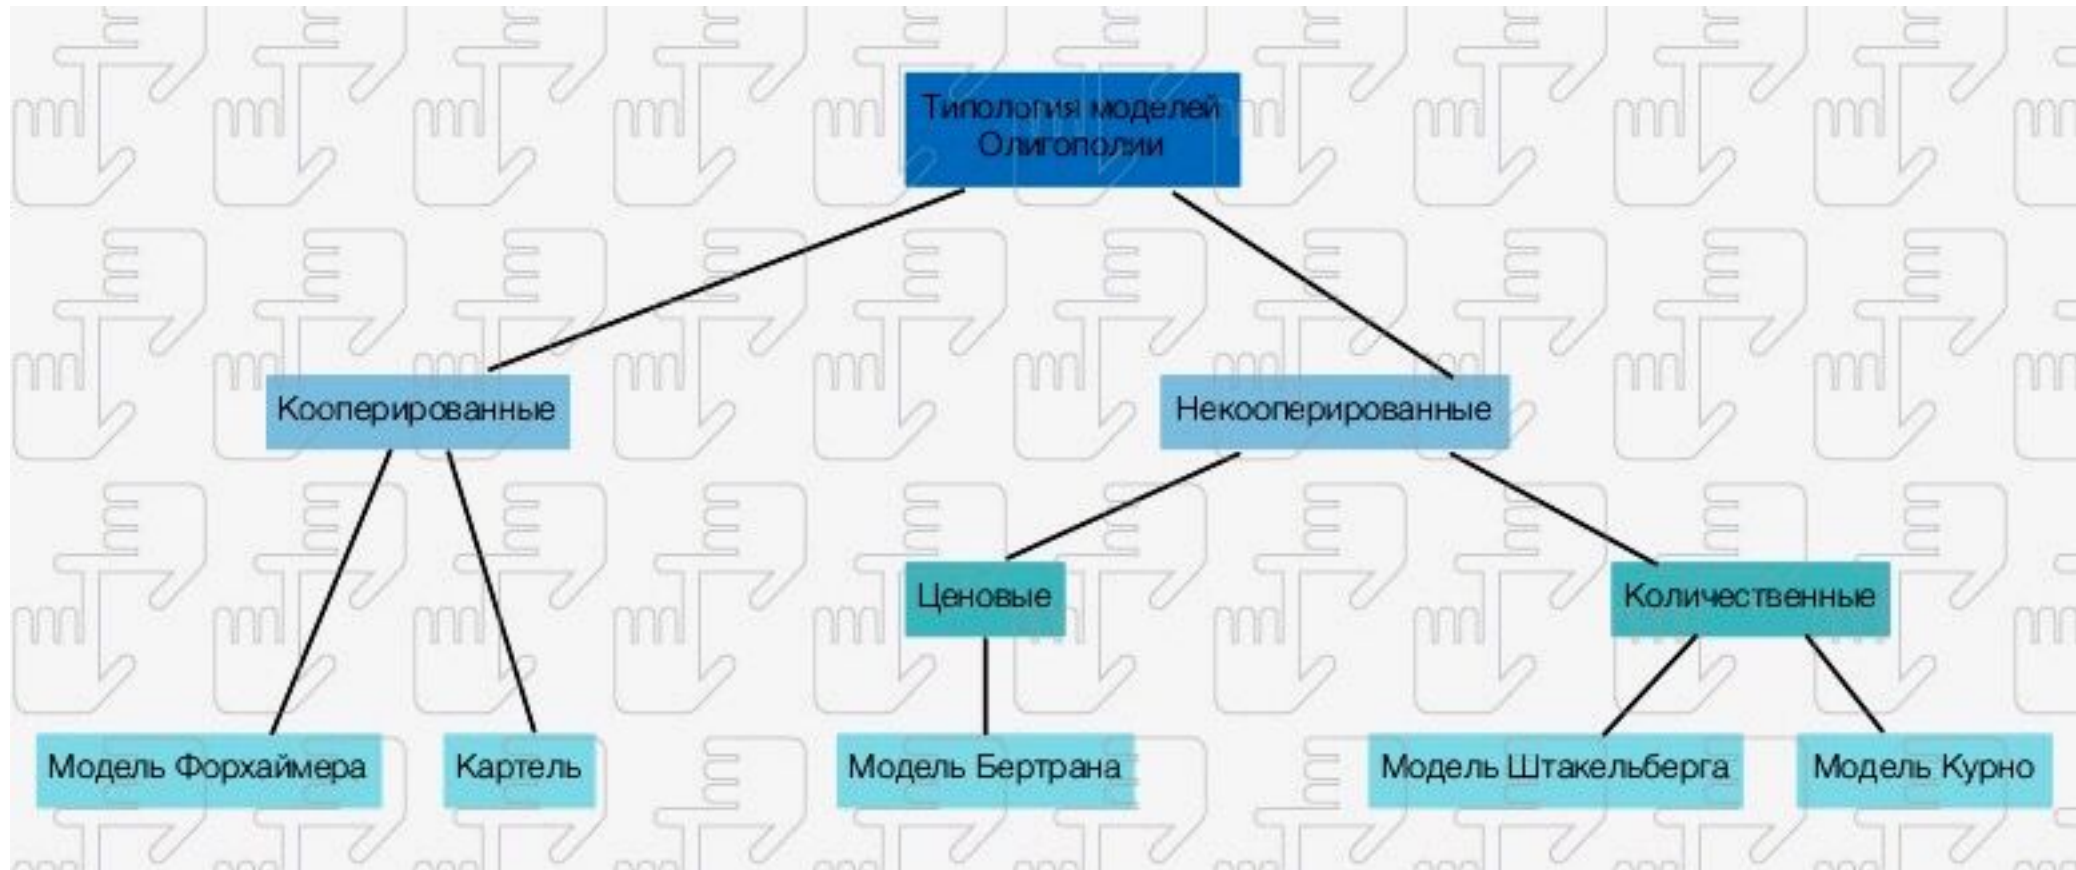 Типология моделей
Олигополии
Кооперированные
Некооперированные
Ценовые
Количественные
Модель Форхаймера
Картель
Модель Бертрана
Модель Штакельберга
Модель Курно